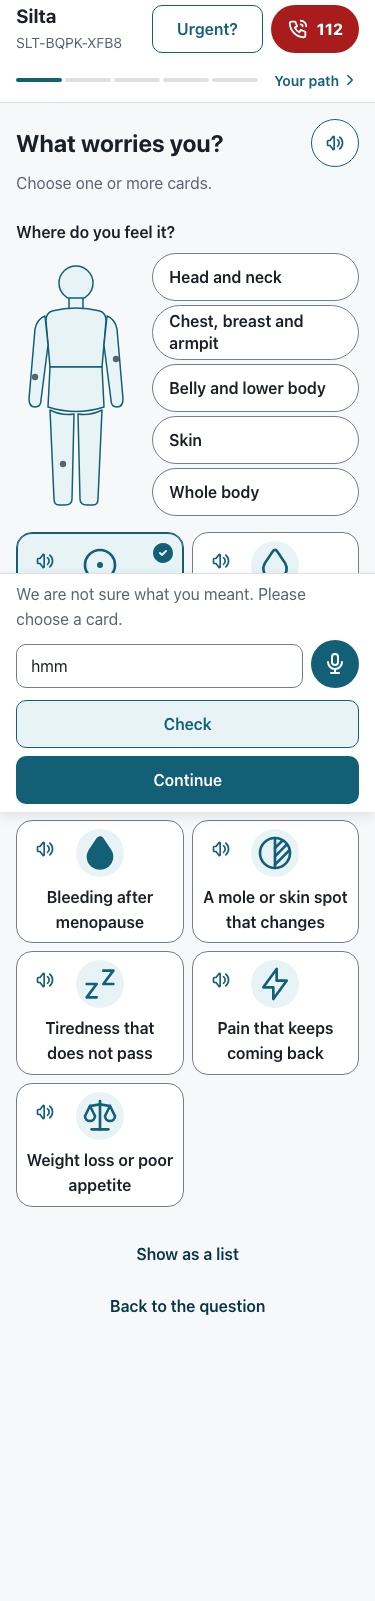 Silta
SLT-BQPK-XFB8
Urgent?
112
Your path
What worries you?
Choose one or more cards.
Where do you feel it?
Head and neck
Chest, breast and
armpit
Belly and lower body
Skin
Whole body
We are not sure what you meant. Please
choose a card.
hmm
Check
Continue
Bleeding after
menopause
A mole or skin spot
that changes
Tiredness that
does not pass
Pain that keeps
coming back
Weight loss or poor
appetite
Show as a list
Back to the question